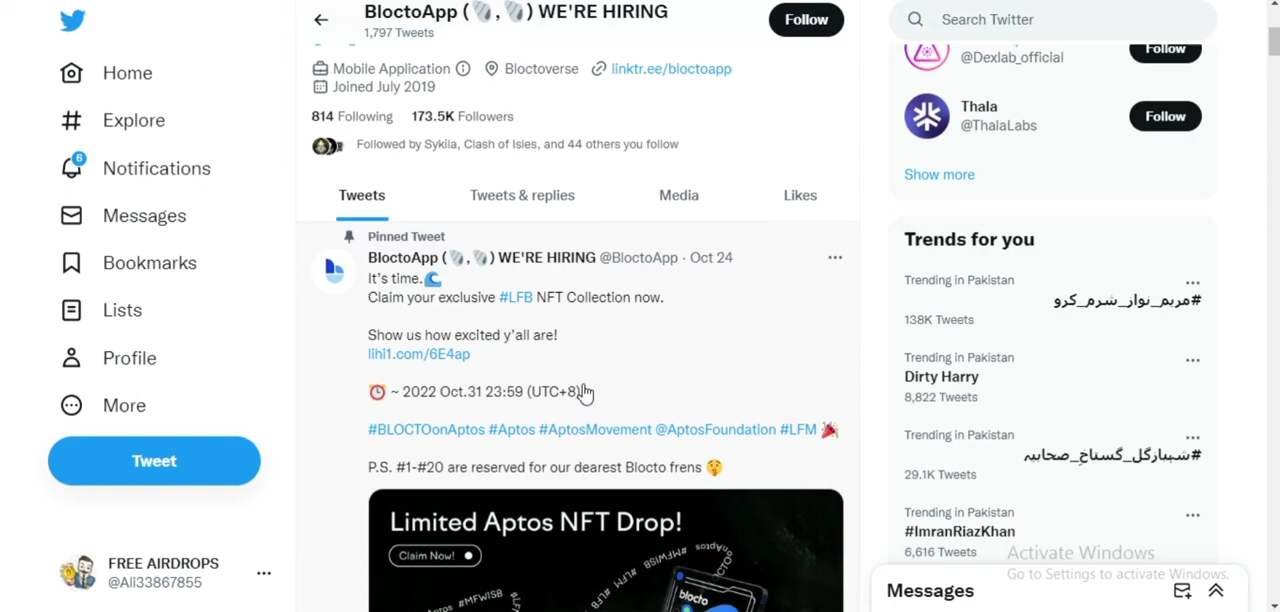 BloctoApp (🦪,🦪) WE'RE HIRING
1,797 Tweets
Follow
Mobile Application
Bloctoverse
linktr.ee/bloctoapp
Joined July 2019
814 Following
173.5K Followers
Followed by Sykila, Clash of Isles, and 44 others you follow
Tweets
Tweets & replies
Media
Likes
Pinned Tweet
BloctoApp (🦪,🦪) WE'RE HIRING @BloctoApp · Oct 24
It's time.🌊
Claim your exclusive #LFB NFT Collection now.
Show us how excited y'all are!
lihi1.com/6E4ap
⏰ ~ 2022 Oct.31 23:59 (UTC+8)
#BLOCTOonAptos #Aptos #AptosMovement @AptosFoundation #LFM 🎉
P.S. #1-#20 are reserved for our dearest Blocto frens 🤫
Limited Aptos NFT Drop!
Claim Now!
blocto
Home
Explore
6
Notifications
Messages
Bookmarks
Lists
Profile
More
Tweet
FREE AIRDROPS
@Ali33867855
Search Twitter
@Dexlab_official
Follow
Thala
@ThalaLabs
Follow
Show more
Trends for you
Trending in Pakistan
#مریم_نواز_شرم_کرو
138K Tweets
Trending in Pakistan
Dirty Harry
8,822 Tweets
Trending in Pakistan
#شہبازگل_گستاخ_صحابیہ
29.1K Tweets
Trending in Pakistan
#ImranRiazKhan
6,616 Tweets
Activate Windows
Go to Settings to activate Windows.
Messages